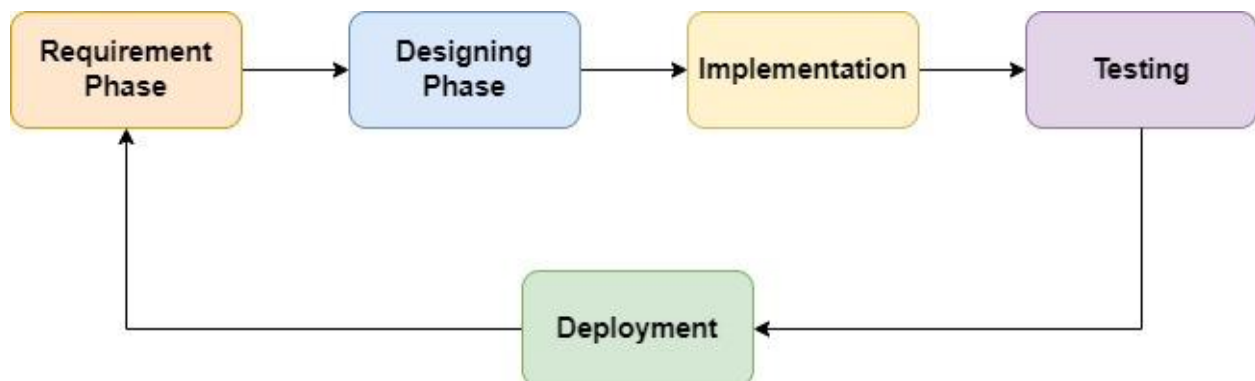 Requirement
Phase
Designing
Phase
Implementation
Testing
Deployment